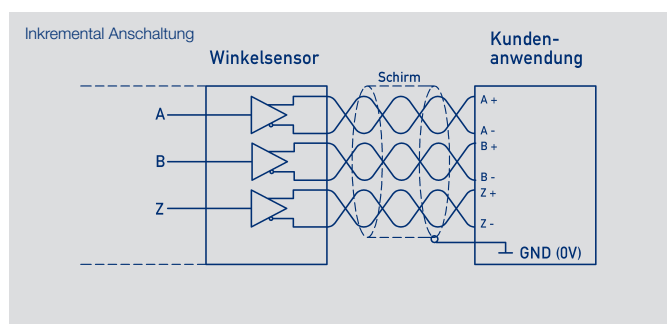 Inkremental Anschaltung
Winkelsensor
Kunden-
anwendung
Schirm
A
A +
A -
B
B +
B -
Z
Z +
Z -
GND (0V)